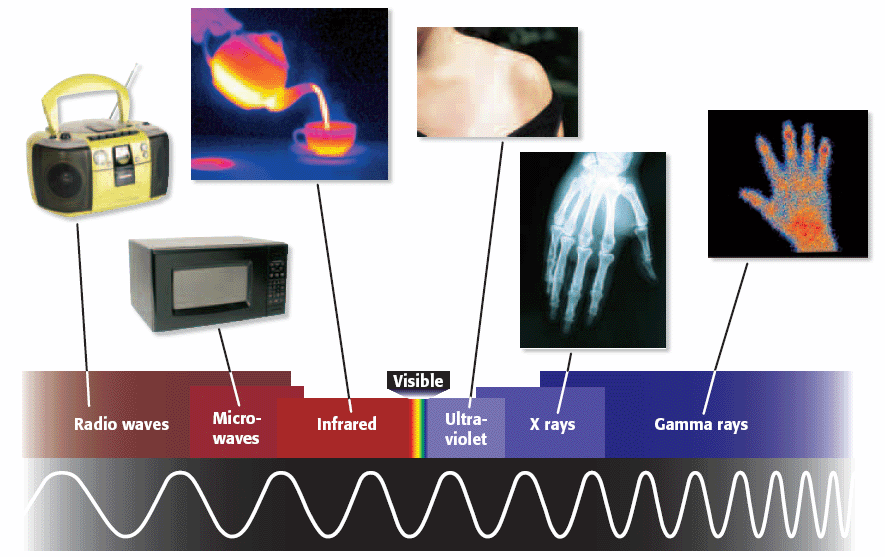 Visible
Radio waves
Micro-
waves
Infrared
Ultra-
violet
X rays
Gamma rays